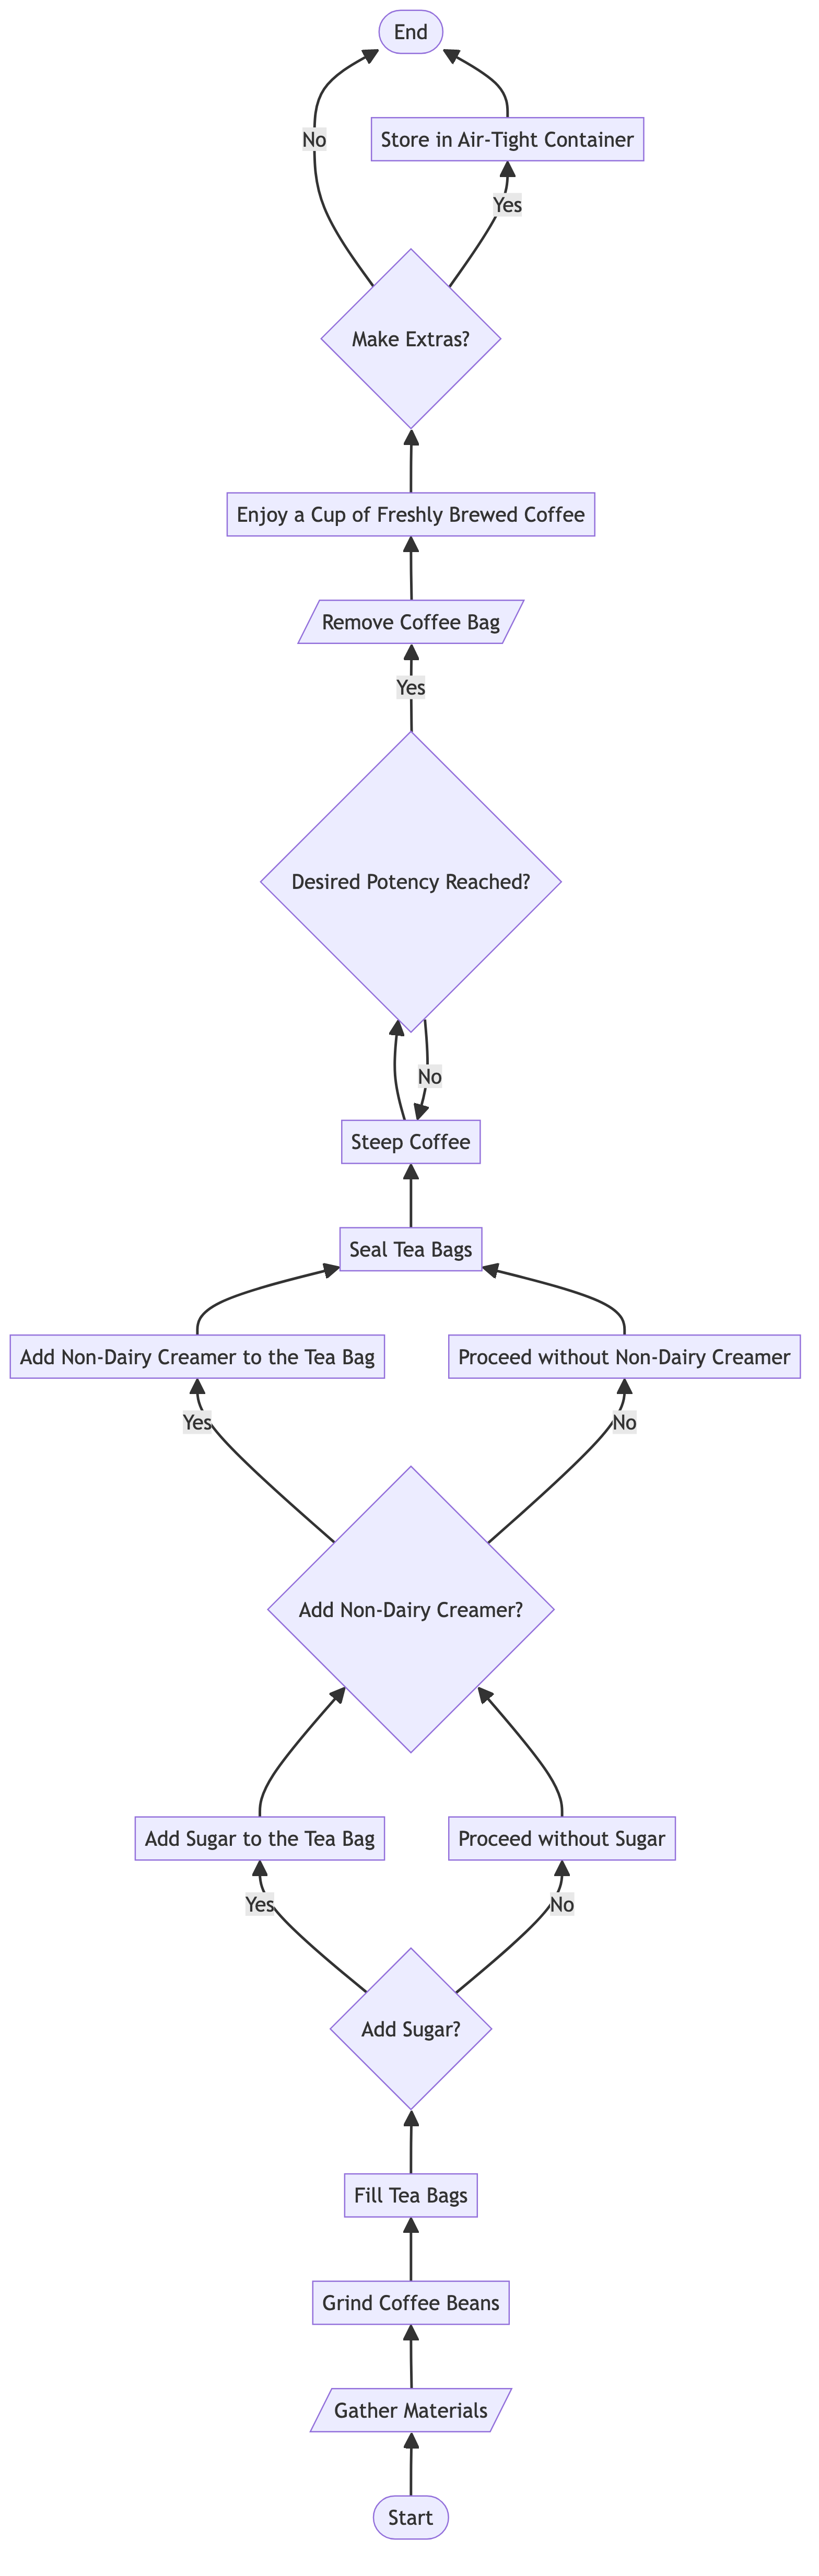 End
No
Store in Air-Tight Container
Yes
Make Extras?
Enjoy a Cup of Freshly Brewed Coffee
Remove Coffee Bag
Yes
Desired Potency Reached?
No
Steep Coffee
Seal Tea Bags
Add Non-Dairy Creamer to the Tea Bag
Proceed without Non-Dairy Creamer
Yes
No
Add Non-Dairy Creamer?
Add Sugar to the Tea Bag
Proceed without Sugar
Yes
No
Add Sugar?
Fill Tea Bags
Grind Coffee Beans
Gather Materials
Start